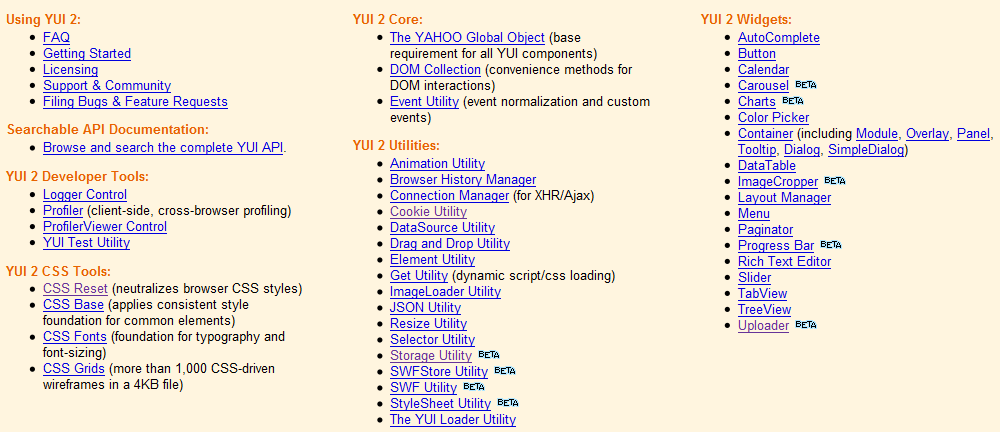 Using YUI 2:
FAQ
Getting Started
Licensing
Support & Community
Filing Bugs & Feature Requests
Searchable API Documentation:
Browse and search the complete YUI API.
YUI 2 Developer Tools:
Logger Control
Profiler (client-side, cross-browser profiling)
ProfilerViewer Control
YUI Test Utility
YUI 2 CSS Tools:
CSS Reset (neutralizes browser CSS styles)
CSS Base (applies consistent style
foundation for common elements)
CSS Fonts (foundation for typography and
font-sizing)
CSS Grids (more than 1,000 CSS-driven
wireframes in a 4KB file)
YUI 2 Core:
The YAHOO Global Object (base
requirement for all YUI components)
DOM Collection (convenience methods for
DOM interactions)
Event Utility (event normalization and custom
events)
YUI 2 Utilities:
Animation Utility
Browser History Manager
Connection Manager (for XHR/Ajax)
Cookie Utility
DataSource Utility
Drag and Drop Utility
Element Utility
Get Utility (dynamic script/css loading)
ImageLoader Utility
JSON Utility
Resize Utility
Selector Utility
Storage Utility BETA
SWFStore Utility BETA
SWF Utility BETA
StyleSheet Utility BETA
The YUI Loader Utility
YUI 2 Widgets:
AutoComplete
Button
Calendar
Carousel BETA
Charts BETA
Color Picker
Container (including Module, Overlay, Panel,
Tooltip, Dialog, SimpleDialog)
DataTable
ImageCropper BETA
Layout Manager
Menu
Paginator
Progress Bar BETA
Rich Text Editor
Slider
TabView
TreeView
Uploader BETA